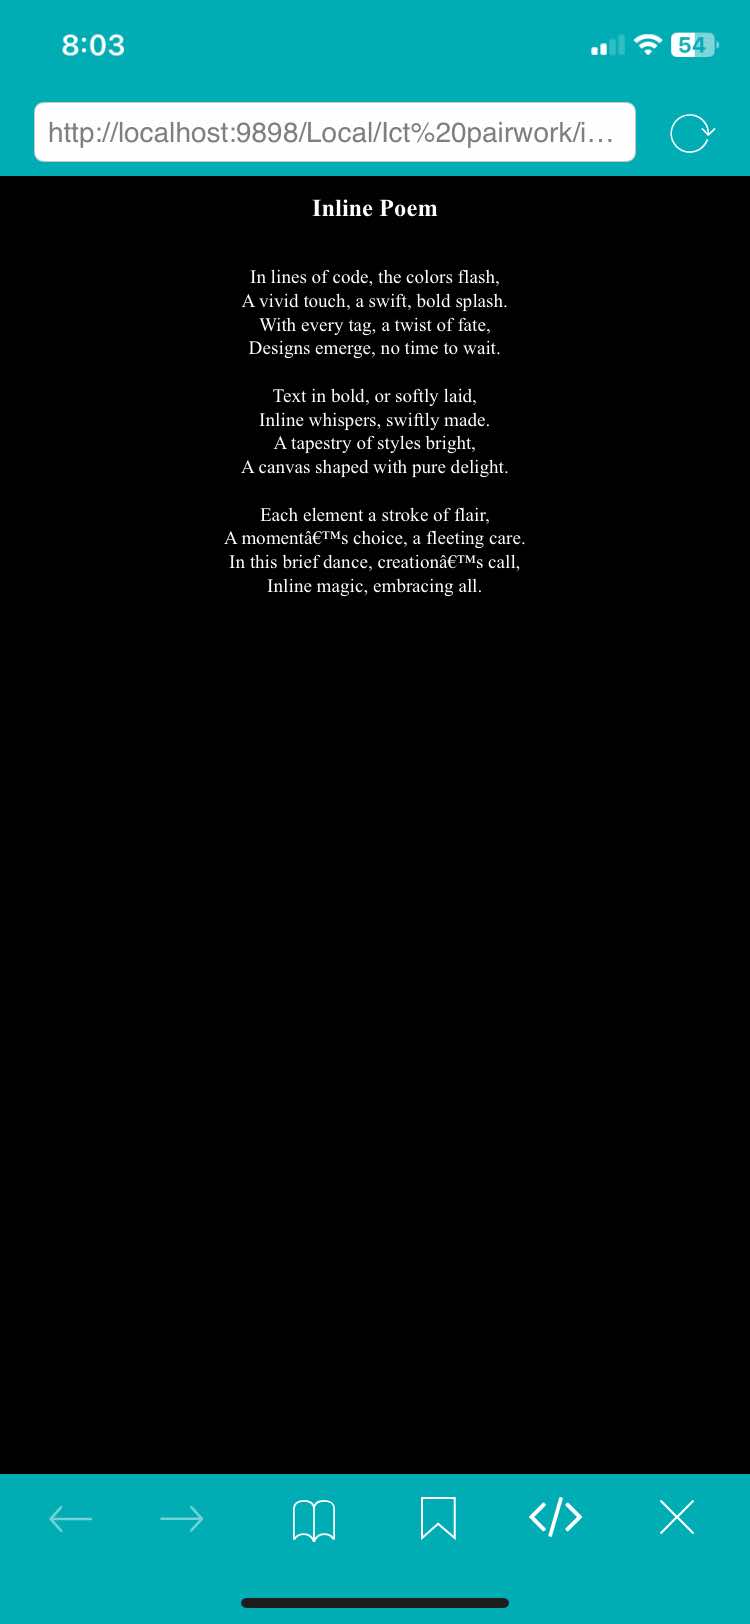 8:03
54
http://localhost:9898/Local/Ict%20pairwork/i...
Inline Poem
In lines of code, the colors flash,
A vivid touch, a swift, bold splash.
With every tag, a twist of fate,
Designs emerge, no time to wait.
Text in bold, or softly laid,
Inline whispers, swiftly made.
A tapestry of styles bright,
A canvas shaped with pure delight.
Each element a stroke of flair,
A momentâ€™s choice, a fleeting care.
In this brief dance, creationâ€™s call,
Inline magic, embracing all.